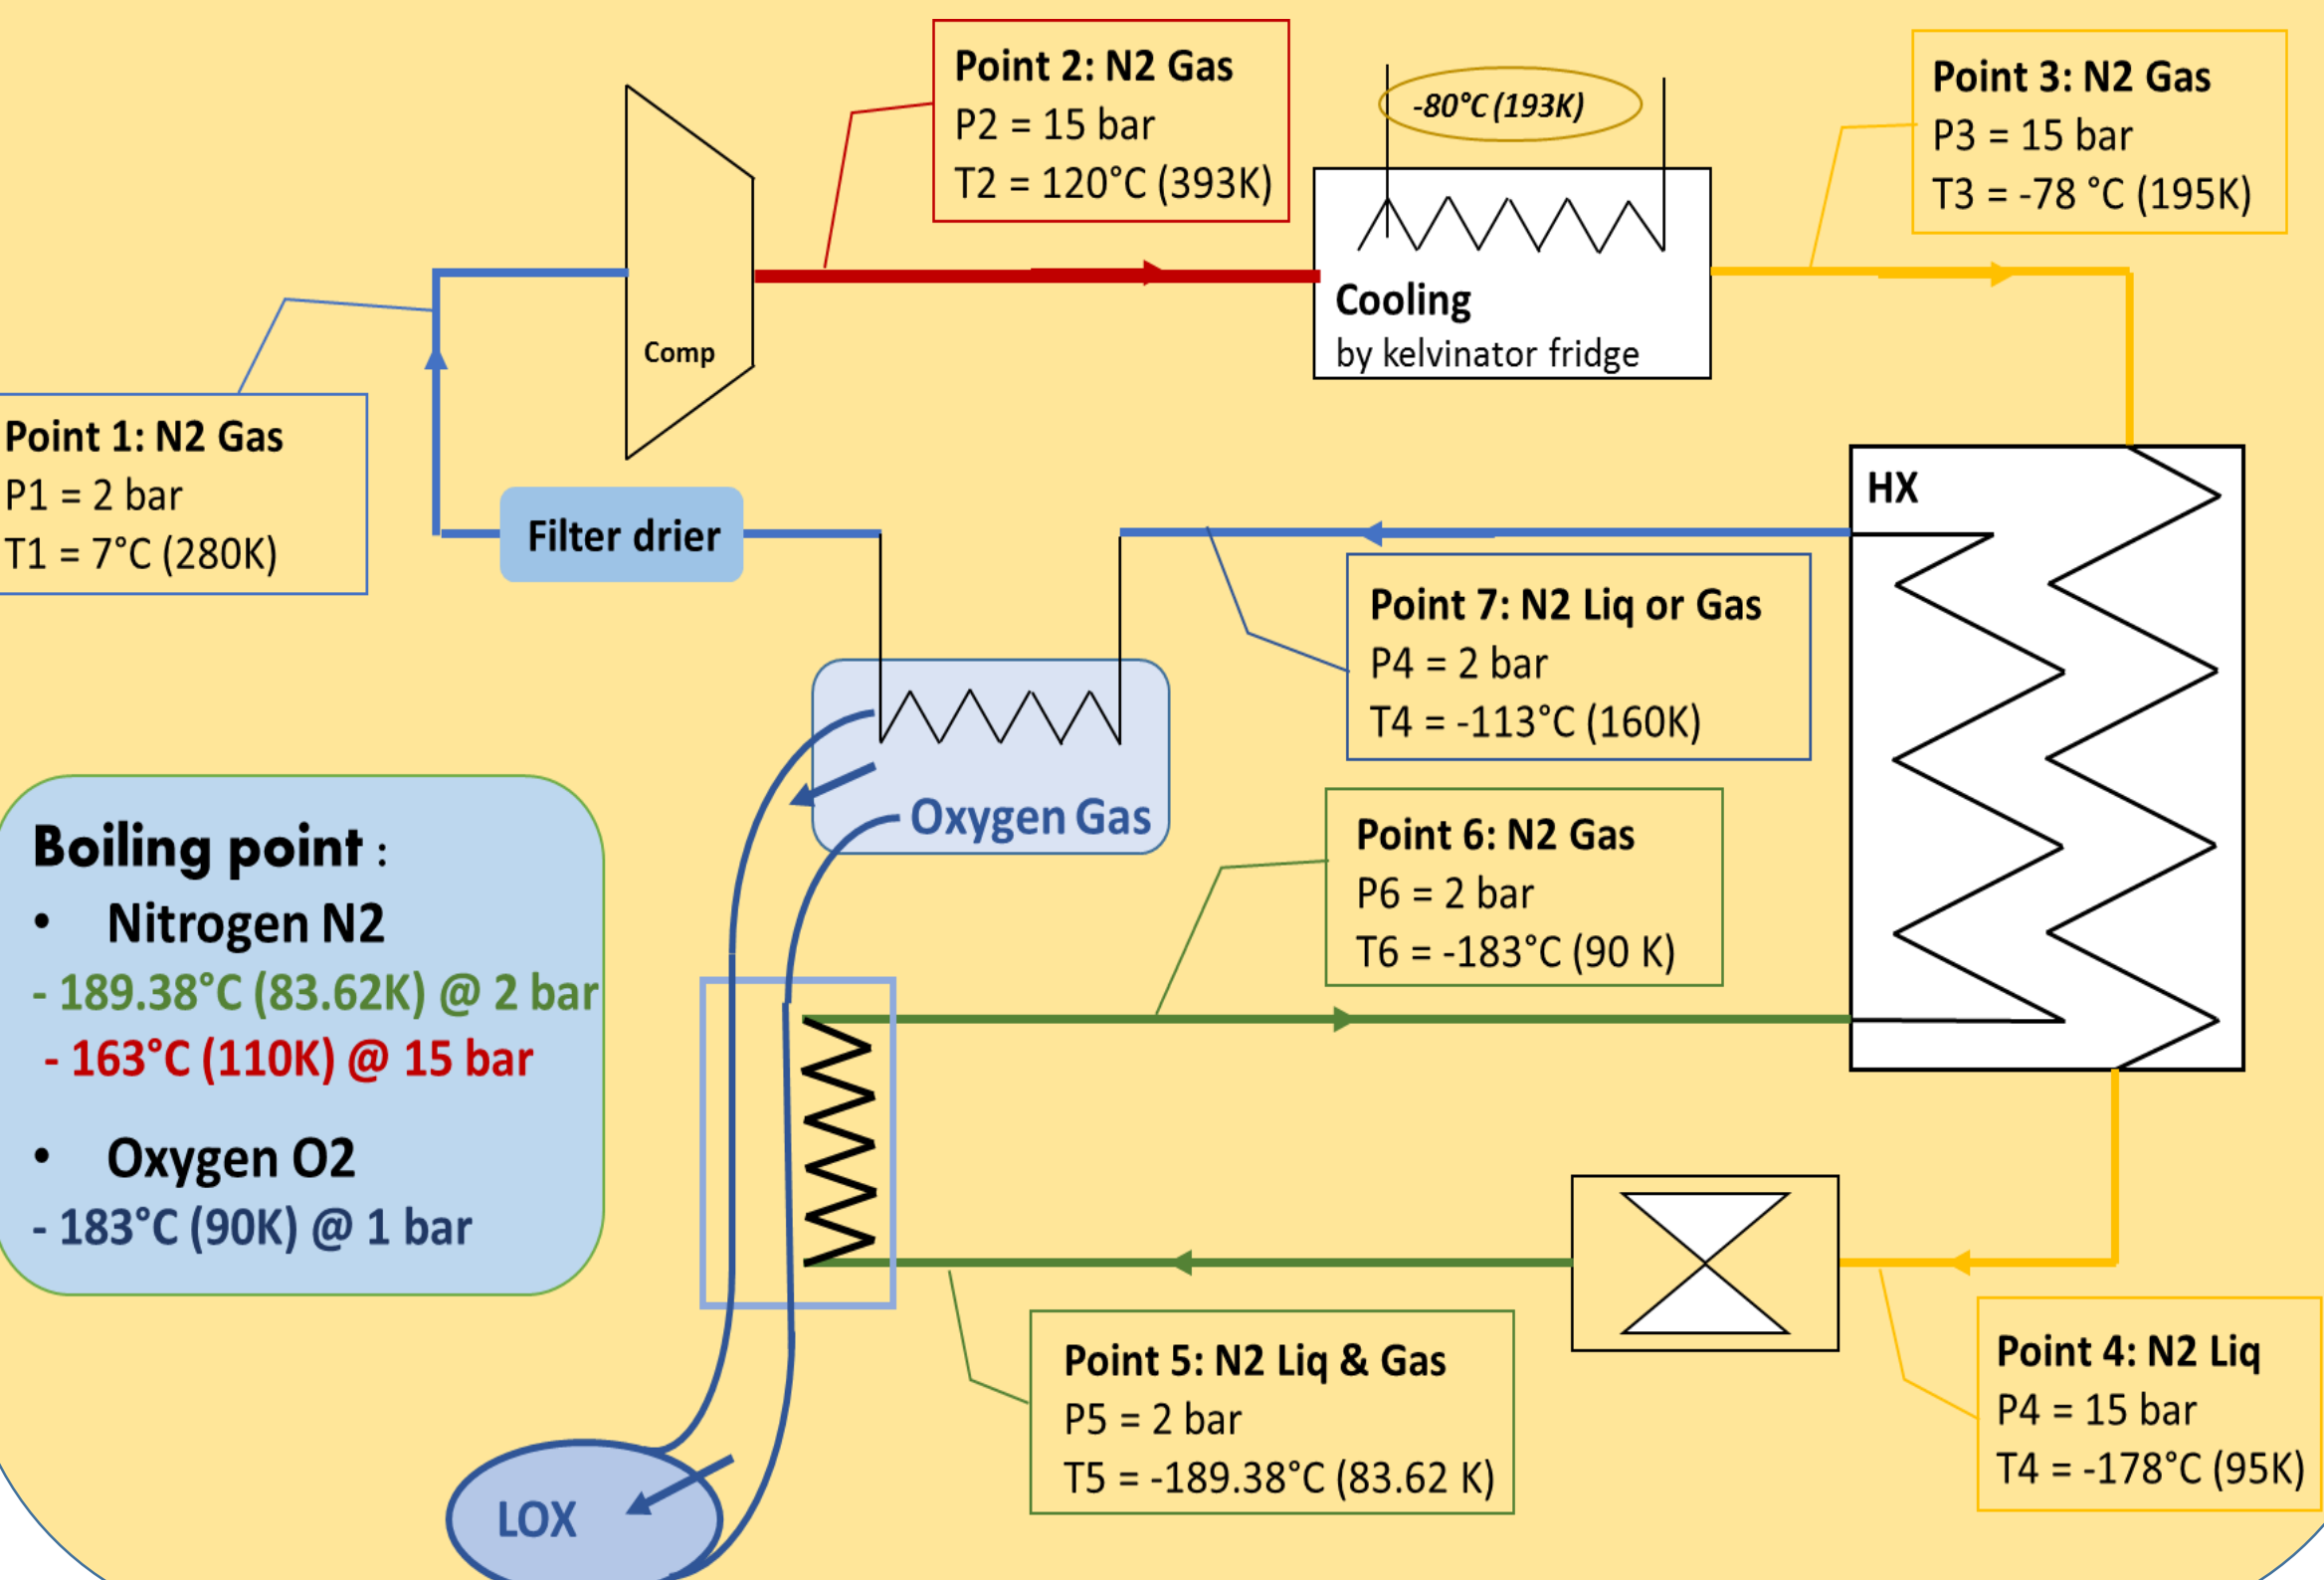 Point 2: N2 Gas
P2 = 15 bar
T2 = 120°C (393K)
-80°C (193K)
Point 3: N2 Gas
P3 = 15 bar
T3 = -78 °C (195K)
Cooling
by kelvinator fridge
Comp
Point 1: N2 Gas
P1 = 2 bar
T1 = 7°C (280K)
Filter drier
HX
Point 7: N2 Liq or Gas
P4 = 2 bar
T4 = -113°C (160K)
Oxygen Gas
Point 6: N2 Gas
P6 = 2 bar
T6 = -183°C (90 K)
Boiling point :
• Nitrogen N2
- 189.38°C (83.62K) @ 2 bar
- 163°C (110K) @ 15 bar
• Oxygen O2
- 183°C (90K) @ 1 bar
Point 5: N2 Liq & Gas
P5 = 2 bar
T5 = -189.38°C (83.62 K)
Point 4: N2 Liq
P4 = 15 bar
T4 = -178°C (95K)
LOX